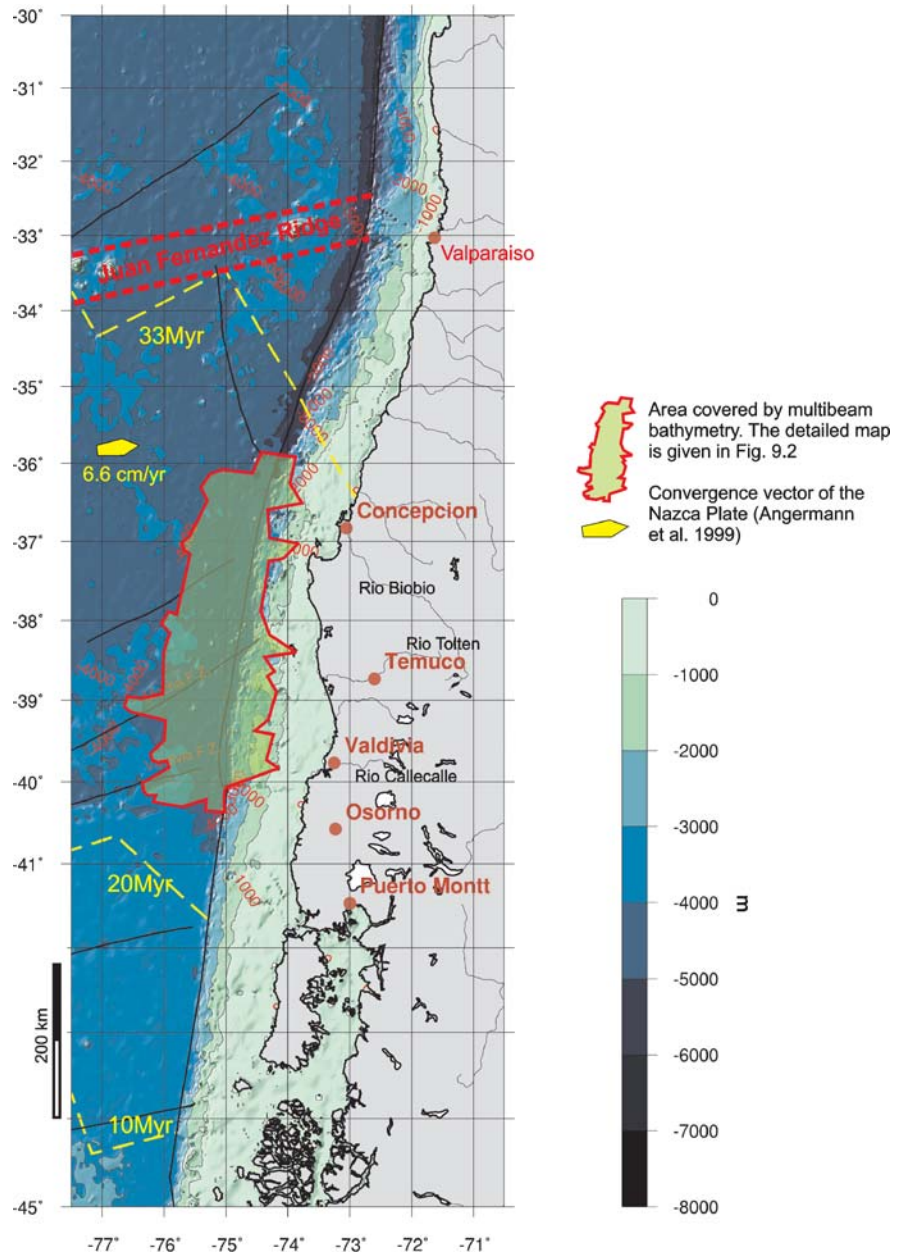 -30°
-31°
-32°
-33°
-34°
-35°
-36°
-37°
-38°
-39°
-40°
-41°
-45°
-77°
-76°
-75°
-74°
-73°
-72°
-71°
Juan Fernandez Ridge
Valparaiso
33Myr
6.6 cm/yr
Concepcion
Rio Biobio
Rio Tolten
Temuco
Valdivia
Rio Callecalle
Osorno
Puerto Montt
20Myr
10Myr
200 km
1000
1000
Area covered by multibeam
bathymetry. The detailed map
is given in Fig. 9.2
Convergence vector of the
Nazca Plate (Angermann
et al. 1999)
0
-1000
-2000
-3000
-4000
-5000
-6000
-7000
-8000
m